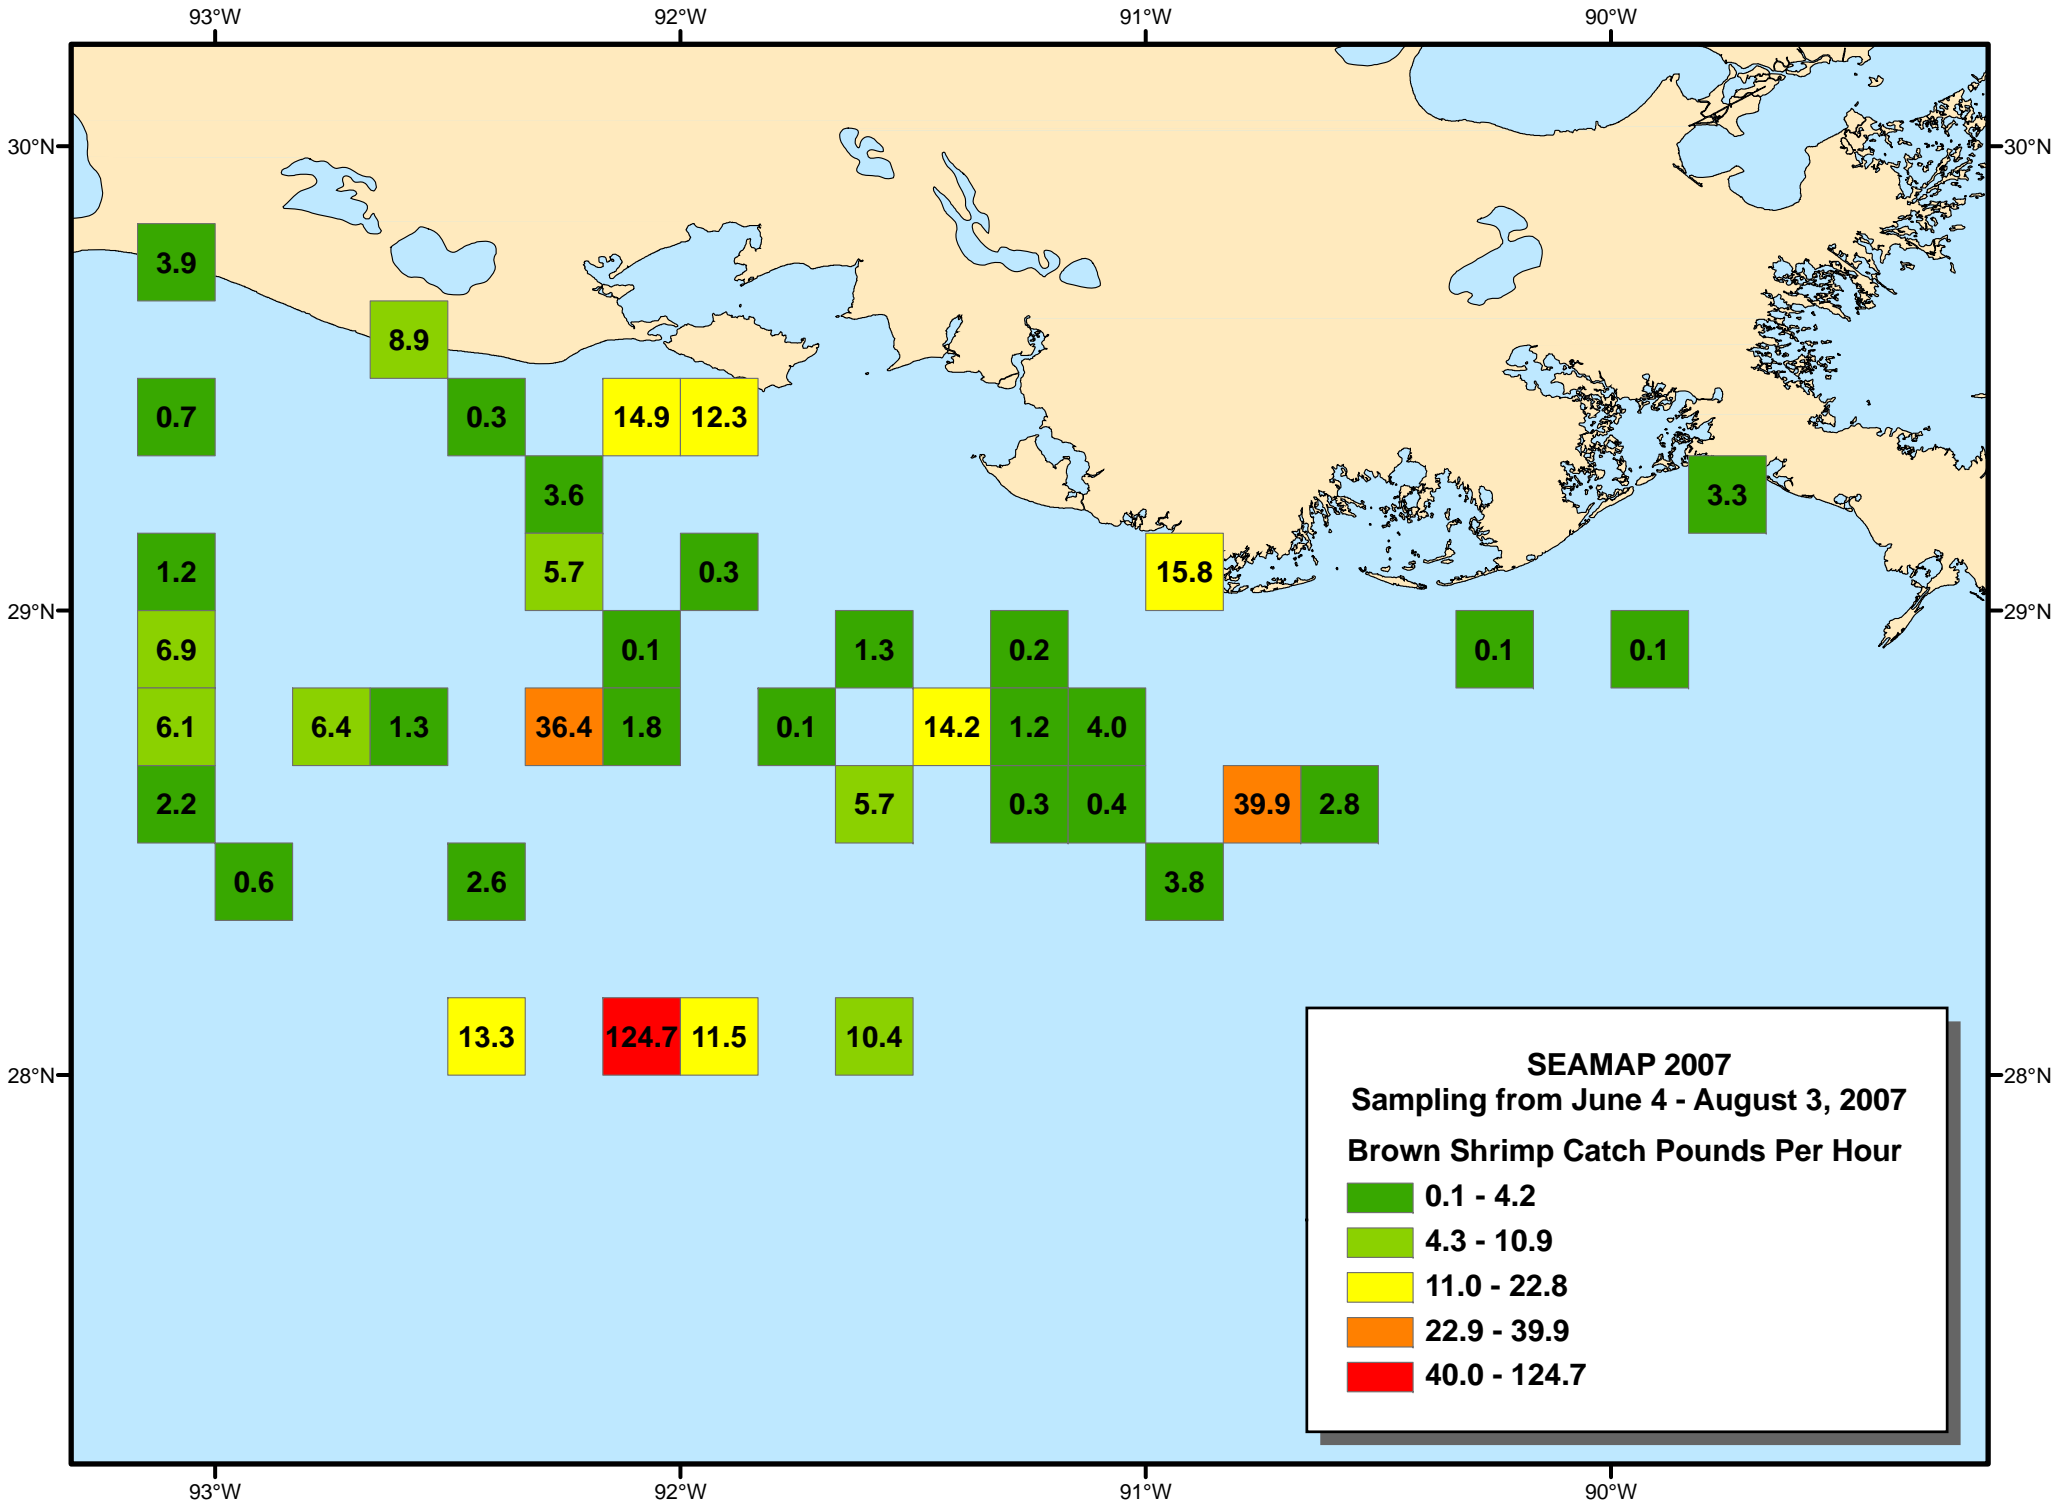 93°W 92°W 91°W 90°W
30°N 30°N
3.9
8.9
0.7 0.3 14.9 12.3
3.6 3.3
1.2 5.7 0.3 15.8
29°N 29°N
6.9 0.1 1.3 0.2 0.1 0.1
6.1 6.4 1.3 36.4 1.8 0.1 14.2 1.2 4.0
2.2 5.7 0.3 0.4 39.9 2.8
0.6 2.6 3.8
13.3 124.7 11.5 10.4
28°N 28°N
SEAMAP 2007
Sampling from June 4 - August 3, 2007
Brown Shrimp Catch Pounds Per Hour
0.1 - 4.2
4.3 - 10.9
11.0 - 22.8
22.9 - 39.9
40.0 - 124.7
93°W 92°W 91°W 90°W